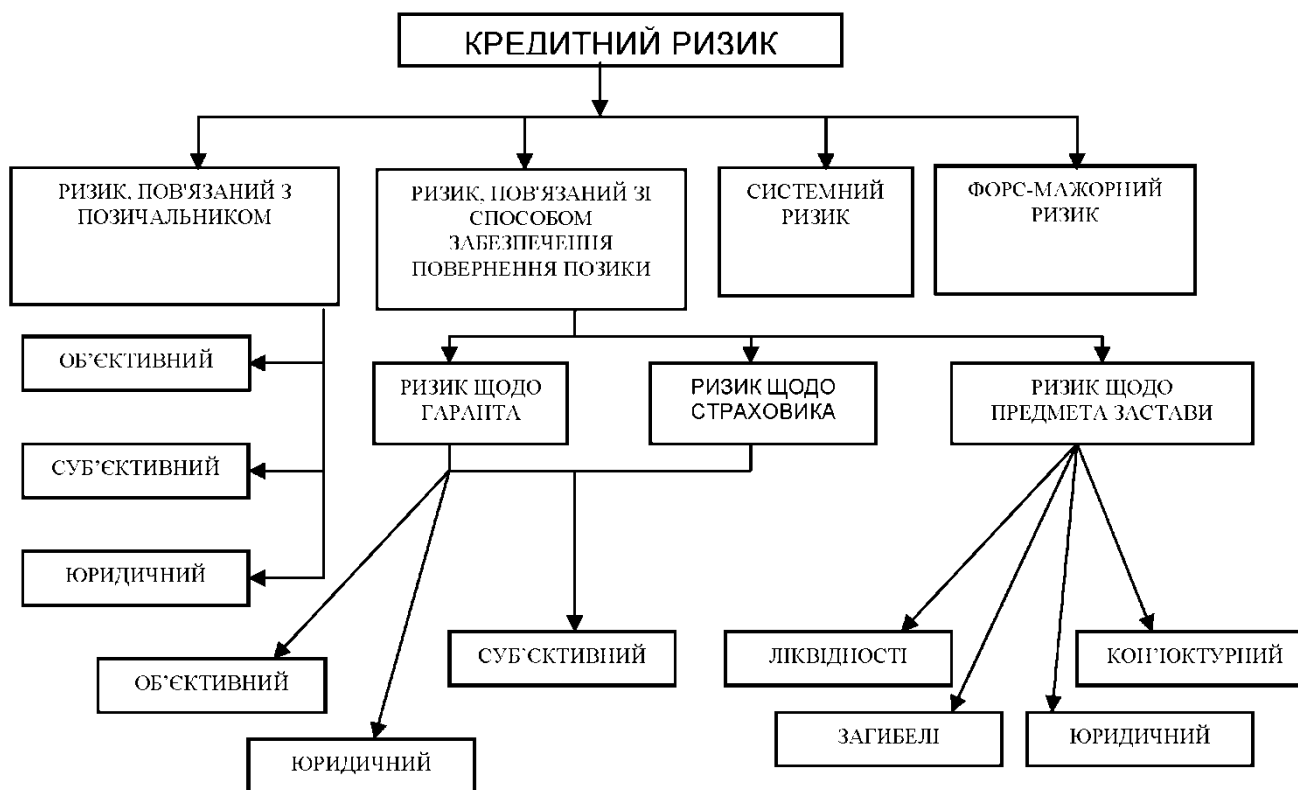 КРЕДИТНИЙ РИЗИК
РИЗИК, ПОВ'ЯЗАНИЙ З
ПОЗИЧАЛЬНИКОМ
РИЗИК, ПОВ'ЯЗАНИЙ ЗІ
СПОСОБОМ
ЗАБЕЗПЕЧЕННЯ
ПОВЕРНЕННЯ ПОЗИКИ
СИСТЕМНИЙ
РИЗИК
ФОРС-МАЖОРНИЙ
РИЗИК
ОБ’ЄКТИВНИЙ
СУБ’ЄКТИВНИЙ
ЮРИДИЧНИЙ
РИЗИК ЩОДО
ГАРАНТА
РИЗИК ЩОДО
СТРАХОВИКА
РИЗИК ЩОДО
ПРЕДМЕТА ЗАСТАВИ
ОБ’ЄКТИВНИЙ
ЮРИДИЧНИЙ
СУБ’ЄКТИВНИЙ
ЛІКВІДНОСТІ
ЗАГИБЕЛІ
ЮРИДИЧНИЙ
КОН’ЮКТУРНИЙ